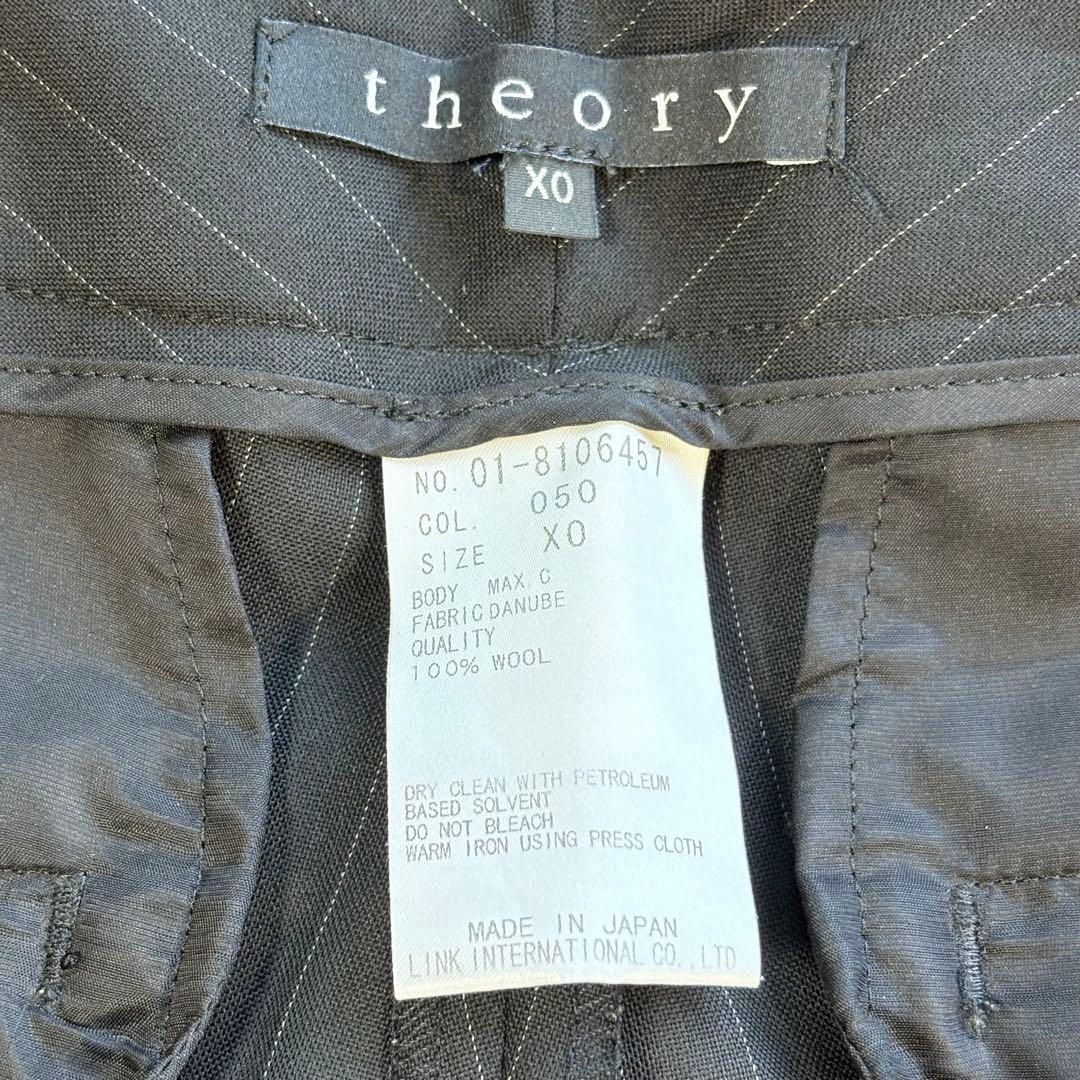 theory
XO
NO. 01-8106457
COL. 050
SIZE XO
BODY MAX. C
FABRIC DANUBE
QUALITY
100% WOOL
DRY CLEAN WITH PETROLEUM
BASED SOLVENT
DO NOT BLEACH
WARM IRON USING PRESS CLOTH
MADE IN JAPAN
LINK INTERNATIONAL CO.,LTD